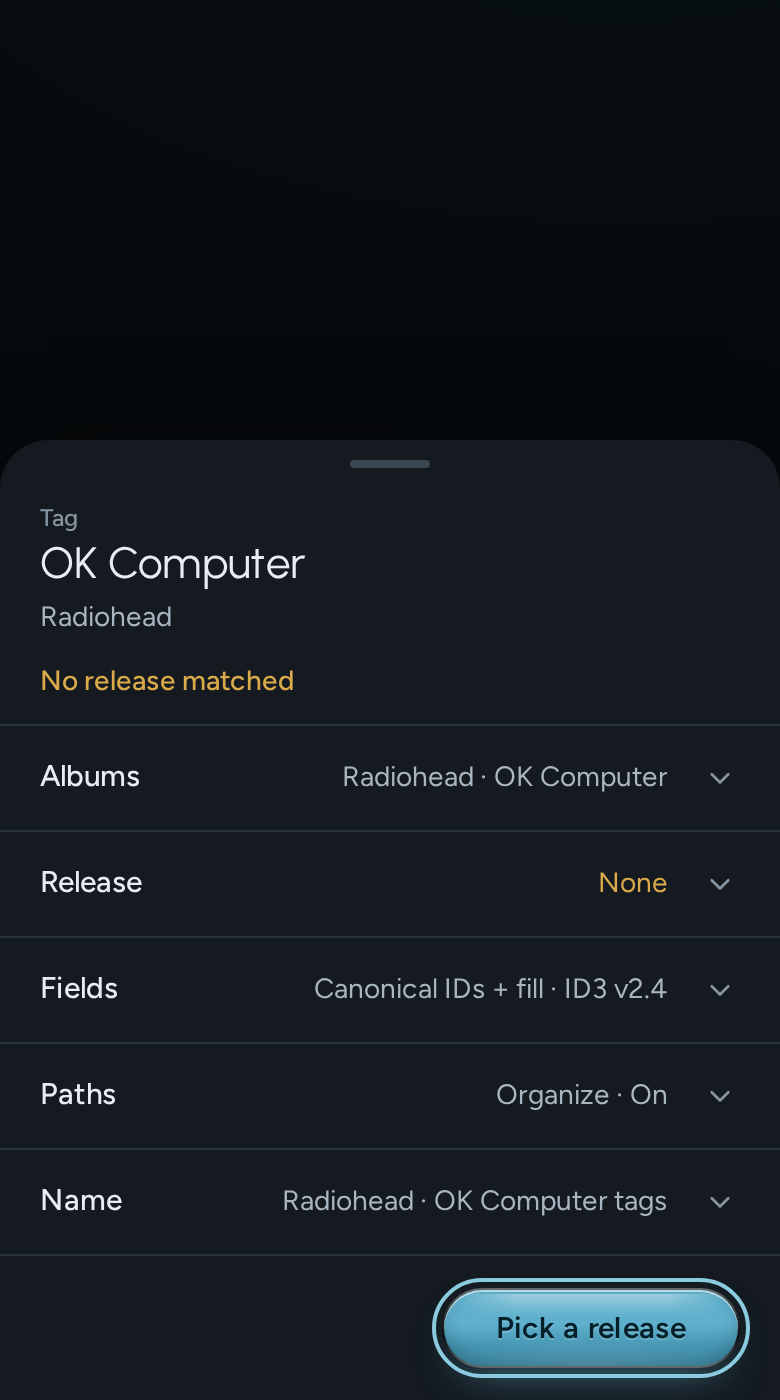 Tag
OK Computer
Radiohead
No release matched
Albums Radiohead · OK Computer
Release None
Fields Canonical IDs + fill · ID3 v2.4
Paths Organize · On
Name Radiohead · OK Computer tags
Pick a release